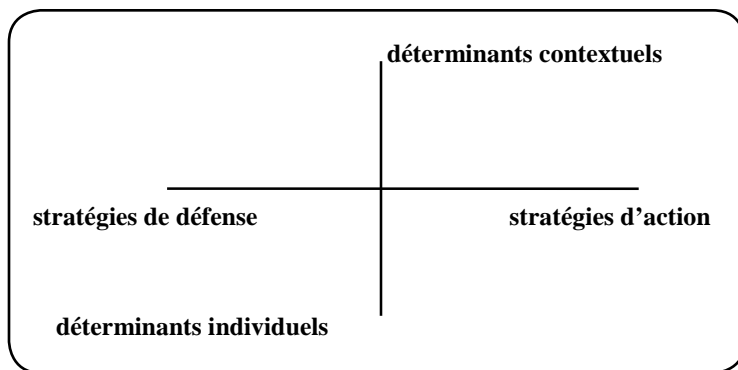 déterminants contextuels
stratégies de défense
stratégies d’action
déterminants individuels